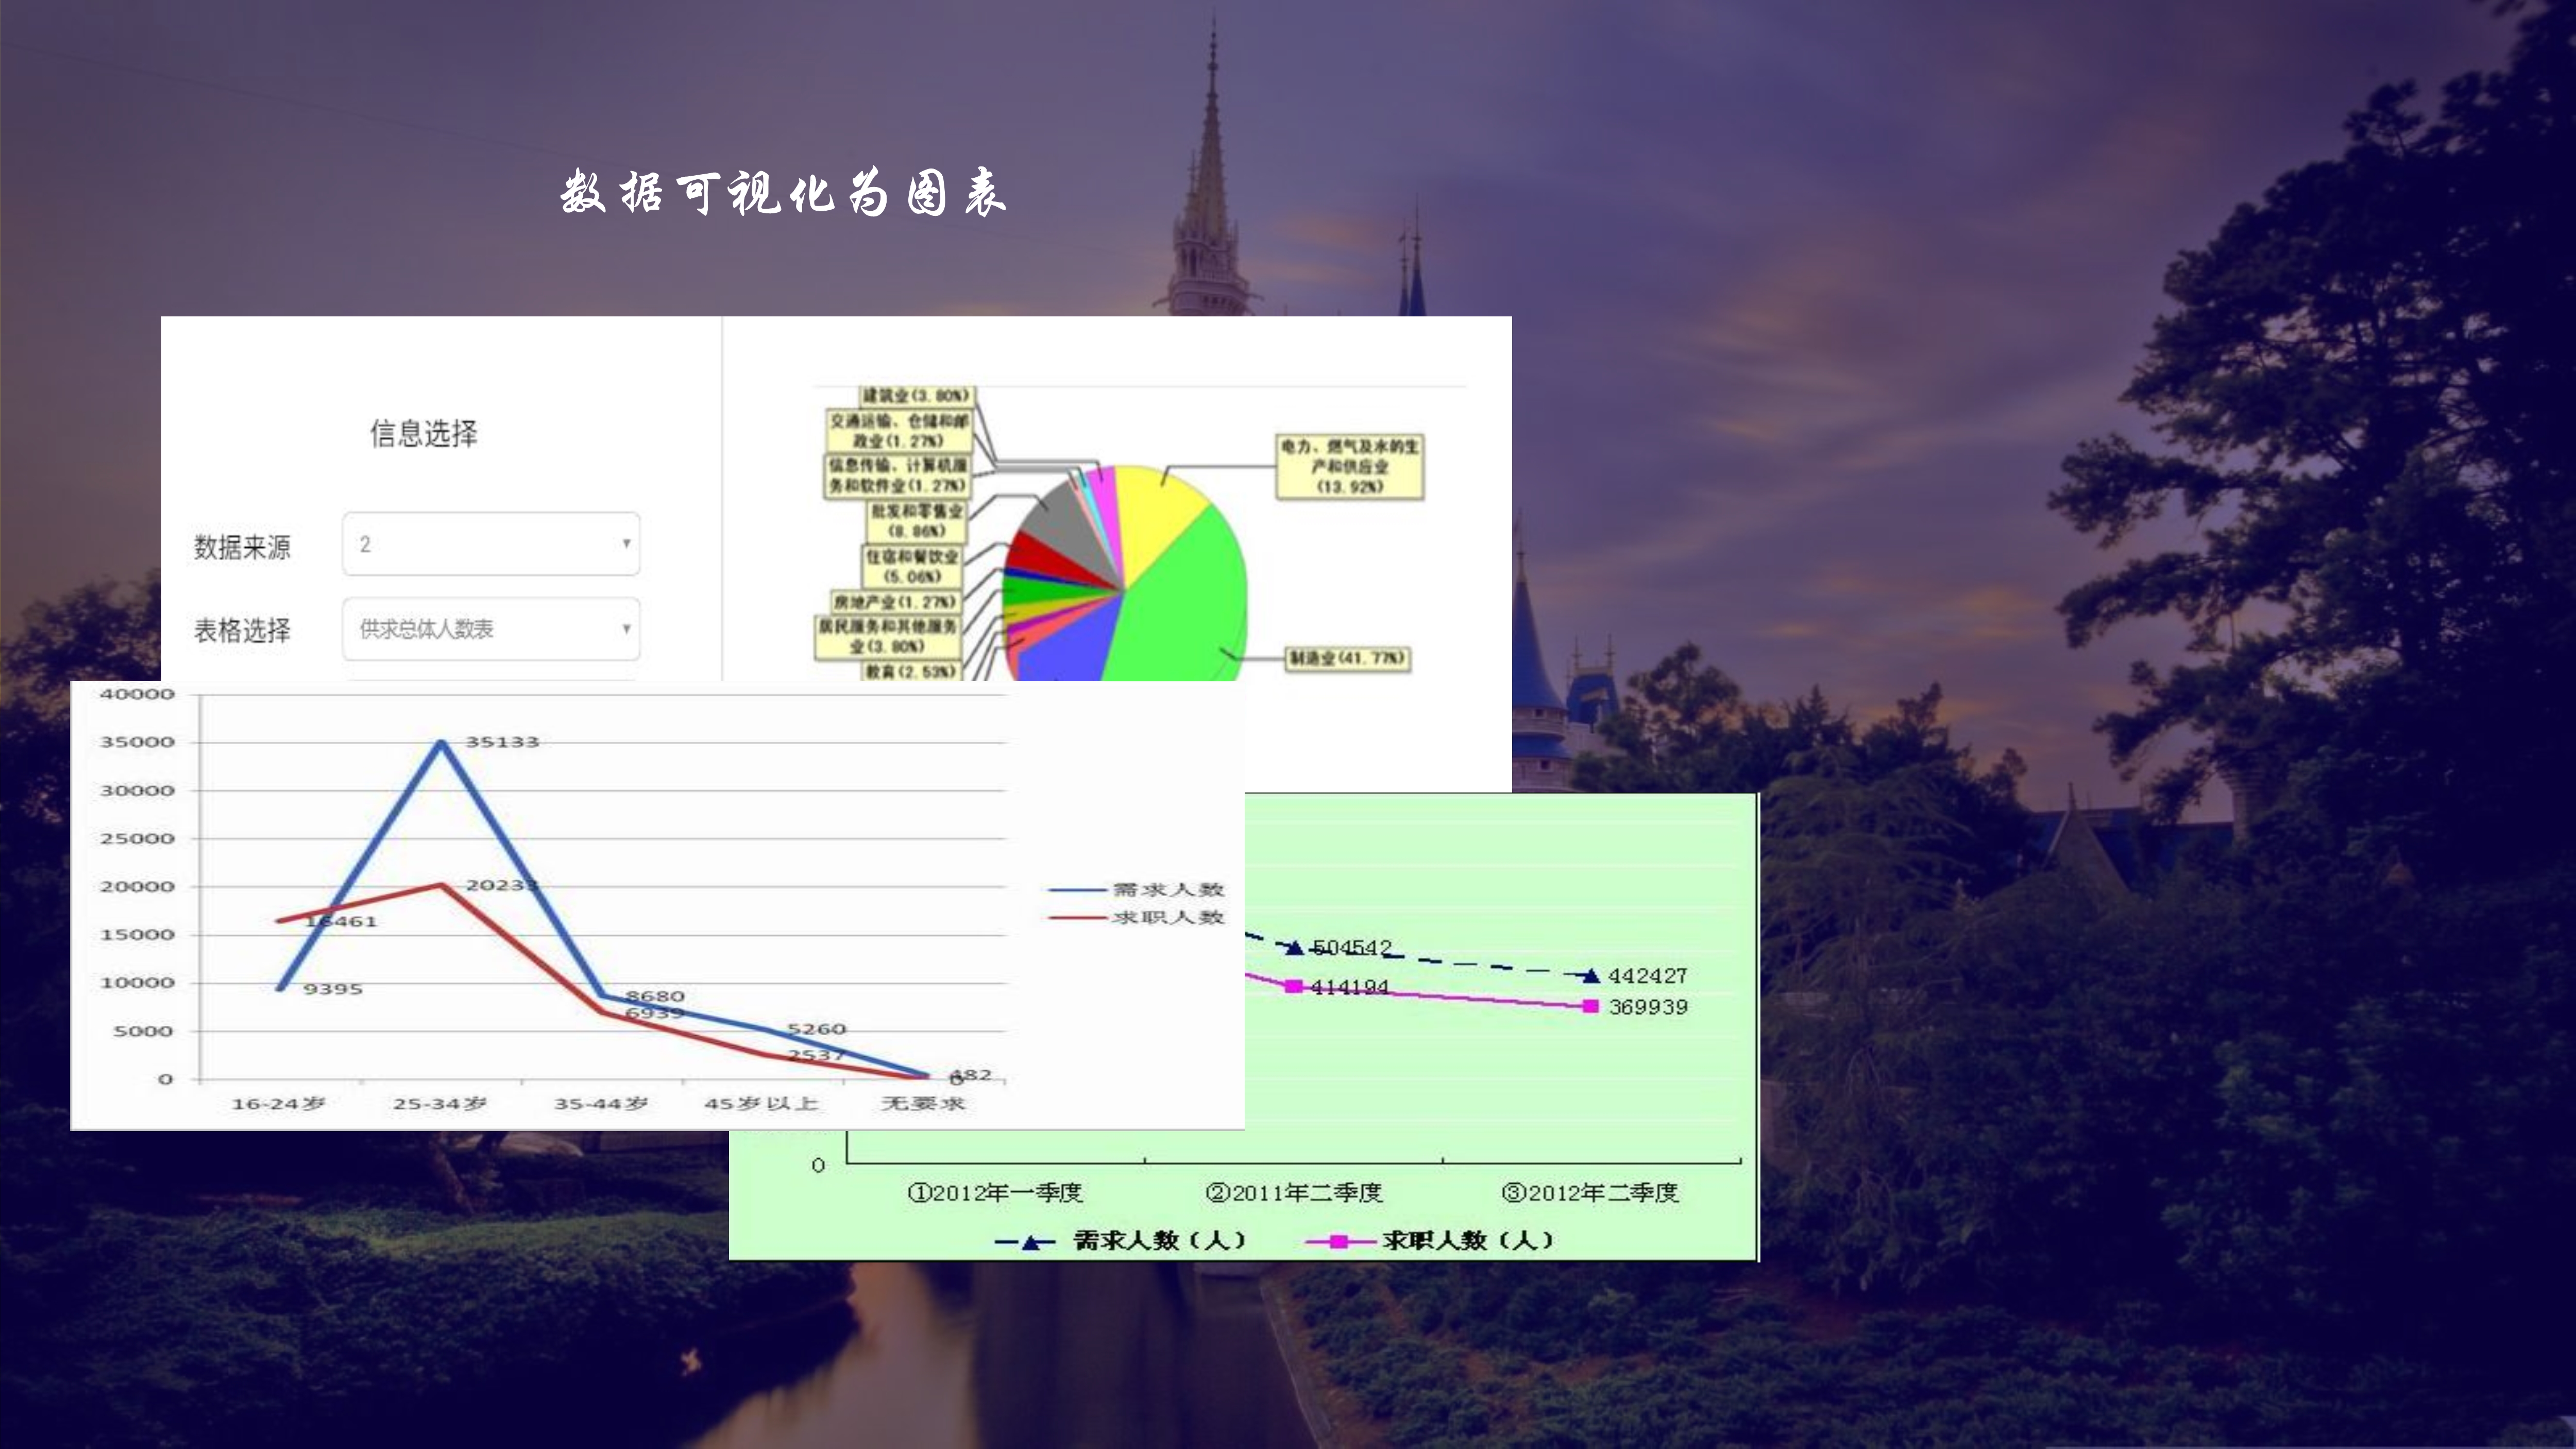 数据可视化为图表
信息选择
数据来源
2
表格选择
供求总体人数表
建筑业(3.80%)
交通运输、仓储和邮
政业(1.27%)
信息传输、计算机服
务和软件业(1.27%)
批发和零售业
(8.86%)
住宿和餐饮业
(5.06%)
房地产业(1.27%)
居民服务和其他服务
业(3.80%)
教育(2.53%)
电力、燃气及水的生
产和供应业
(13.92%)
制造业(41.77%)
40000
35000
30000
25000
20000
15000
10000
5000
0
35133
20233
16461
9395
8680
6939
5260
2537
482
0
16-24岁
25-34岁
35-44岁
45岁以上
无要求
需求人数
求职人数
504542
414194
442427
369939
0
①2012年一季度
②2011年二季度
③2012年二季度
需求人数（人）
求职人数（人）